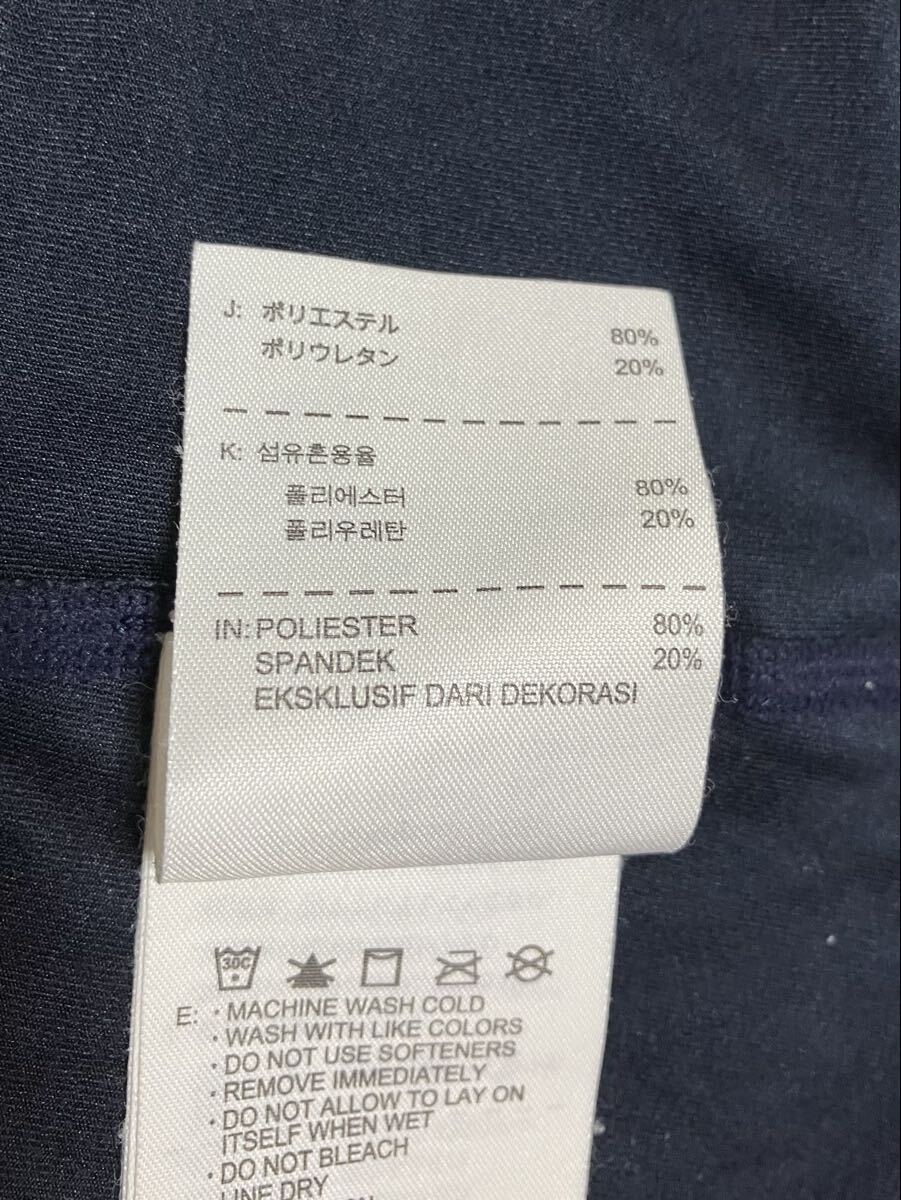 J: ポリエステル 80%
ポリウレタン 20%
K: 섬유혼용율
폴리에스터 80%
폴리우레탄 20%
IN: POLIESTER 80%
SPANDEK 20%
EKSKLUSIF DARI DEKORASI
30C
E: · MACHINE WASH COLD
· WASH WITH LIKE COLORS
· DO NOT USE SOFTENERS
· REMOVE IMMEDIATELY
· DO NOT ALLOW TO LAY ON
ITSELF WHEN WET
· DO NOT BLEACH
LINE DRY